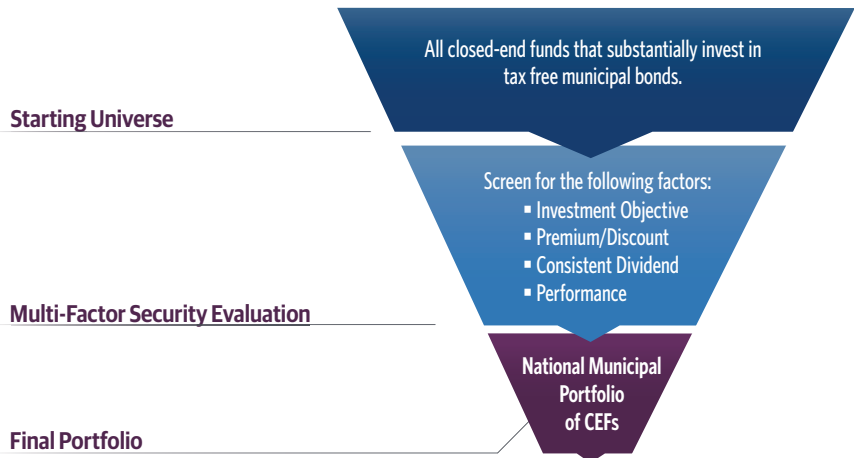 All closed-end funds that substantially invest in
tax free municipal bonds.
Starting Universe
Screen for the following factors:
▪ Investment Objective
▪ Premium/Discount
▪ Consistent Dividend
▪ Performance
Multi-Factor Security Evaluation
National Municipal
Portfolio
of CEFs
Final Portfolio